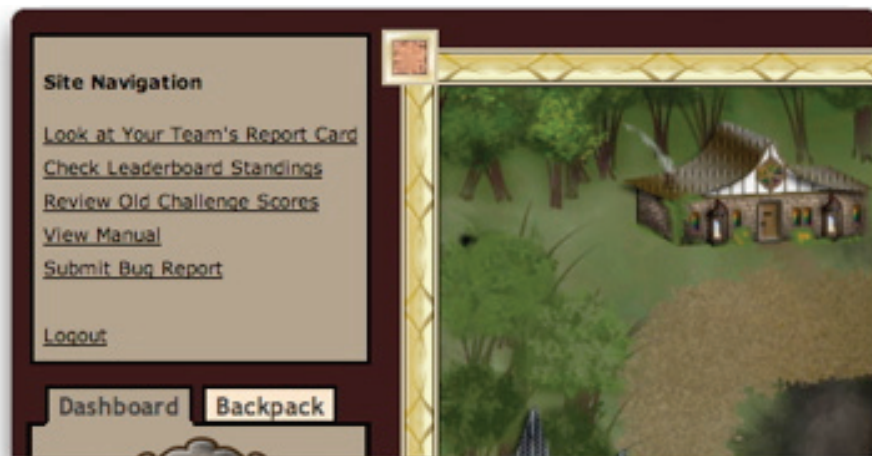 Site Navigation
Look at Your Team's Report Card
Check Leaderboard Standings
Review Old Challenge Scores
View Manual
Submit Bug Report
Logout
Dashboard
Backpack